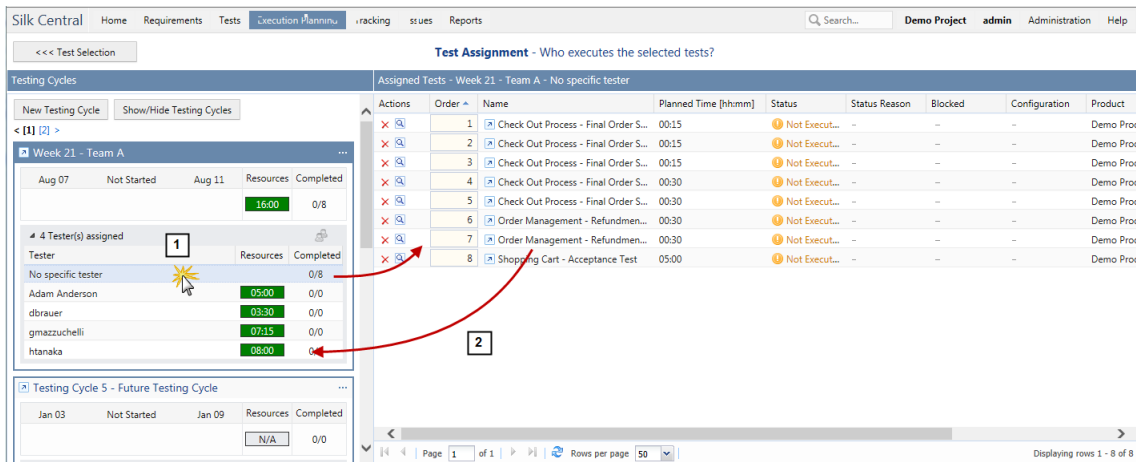 Silk Central Home Requirements Tests Execution Planning racking Issues Reports Search... Demo Project admin Administration Help
<<< Test Selection Test Assignment - Who executes the selected tests?
Testing Cycles
New Testing Cycle Show/Hide Testing Cycles
< [1] [2] >
Week 21 - Team A ...
Aug 07 Not Started Aug 11 Resources Completed
16:00 0/8
4 Tester(s) assigned
1
Tester Resources Completed
No specific tester 0/8
Adam Anderson 05:00 0/0
dbrauer 03:30 0/0
gmazzuchelli 07:15 0/0
htanaka 08:00
Testing Cycle 5 - Future Testing Cycle ...
Jan 03 Not Started Jan 09 Resources Completed
N/A 0/0
Assigned Tests - Week 21 - Team A - No specific tester
Actions Order Name Planned Time [hh:mm] Status Status Reason Blocked Configuration Product
1 Check Out Process - Final Order S... 00:15 Not Execut... – – – Demo Proc
2 Check Out Process - Final Order S... 00:15 Not Execut... – – – Demo Proc
3 Check Out Process - Final Order S... 00:15 Not Execut... – – – Demo Proc
4 Check Out Process - Final Order S... 00:30 Not Execut... – – – Demo Proc
5 Check Out Process - Final Order S... 00:30 Not Execut... – – – Demo Proc
6 Order Management - Refundmen... 00:30 Not Execut... – – – Demo Proc
7 Order Management - Refundmen... 00:30 Not Execut... – – – Demo Proc
8 Shopping Cart - Acceptance Test 05:00 Not Execut... – – – Demo Proc
2
Page 1 of 1 Rows per page 50 Displaying rows 1 - 8 of 8